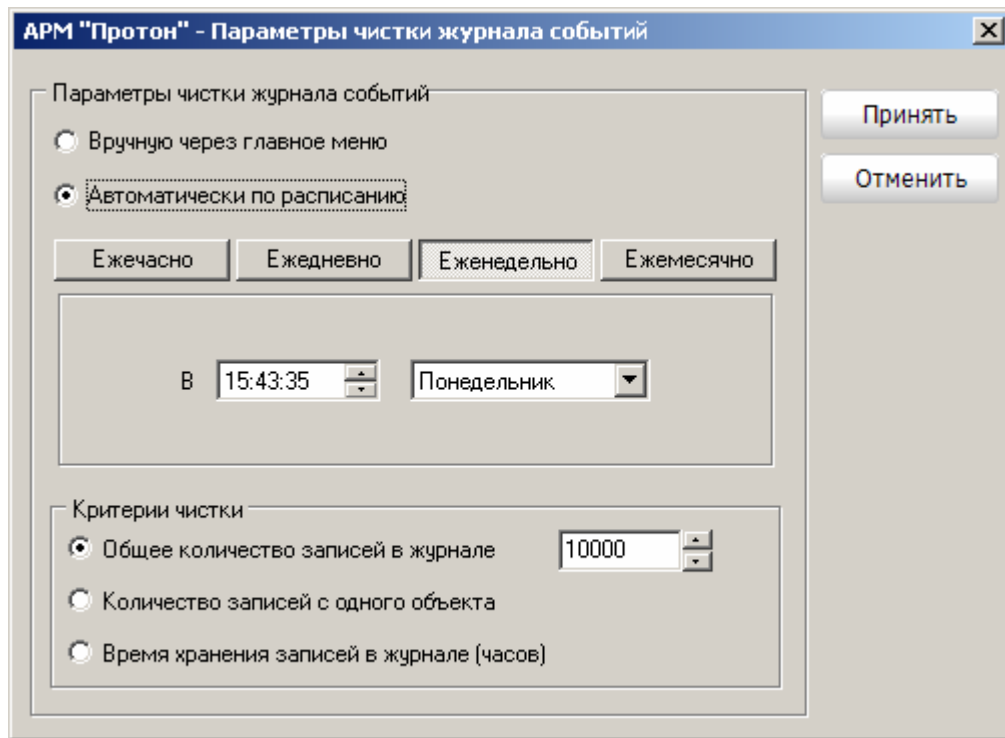 АРМ "Протон" - Параметры чистки журнала событий
Параметры чистки журнала событий
Вручную через главное меню
Автоматически по расписанию
Ежечасно Ежедневно Еженедельно Ежемесячно
В 15:43:35 Понедельник
Критерии чистки
Общее количество записей в журнале 10000
Количество записей с одного объекта
Время хранения записей в журнале (часов)
Принять
Отменить